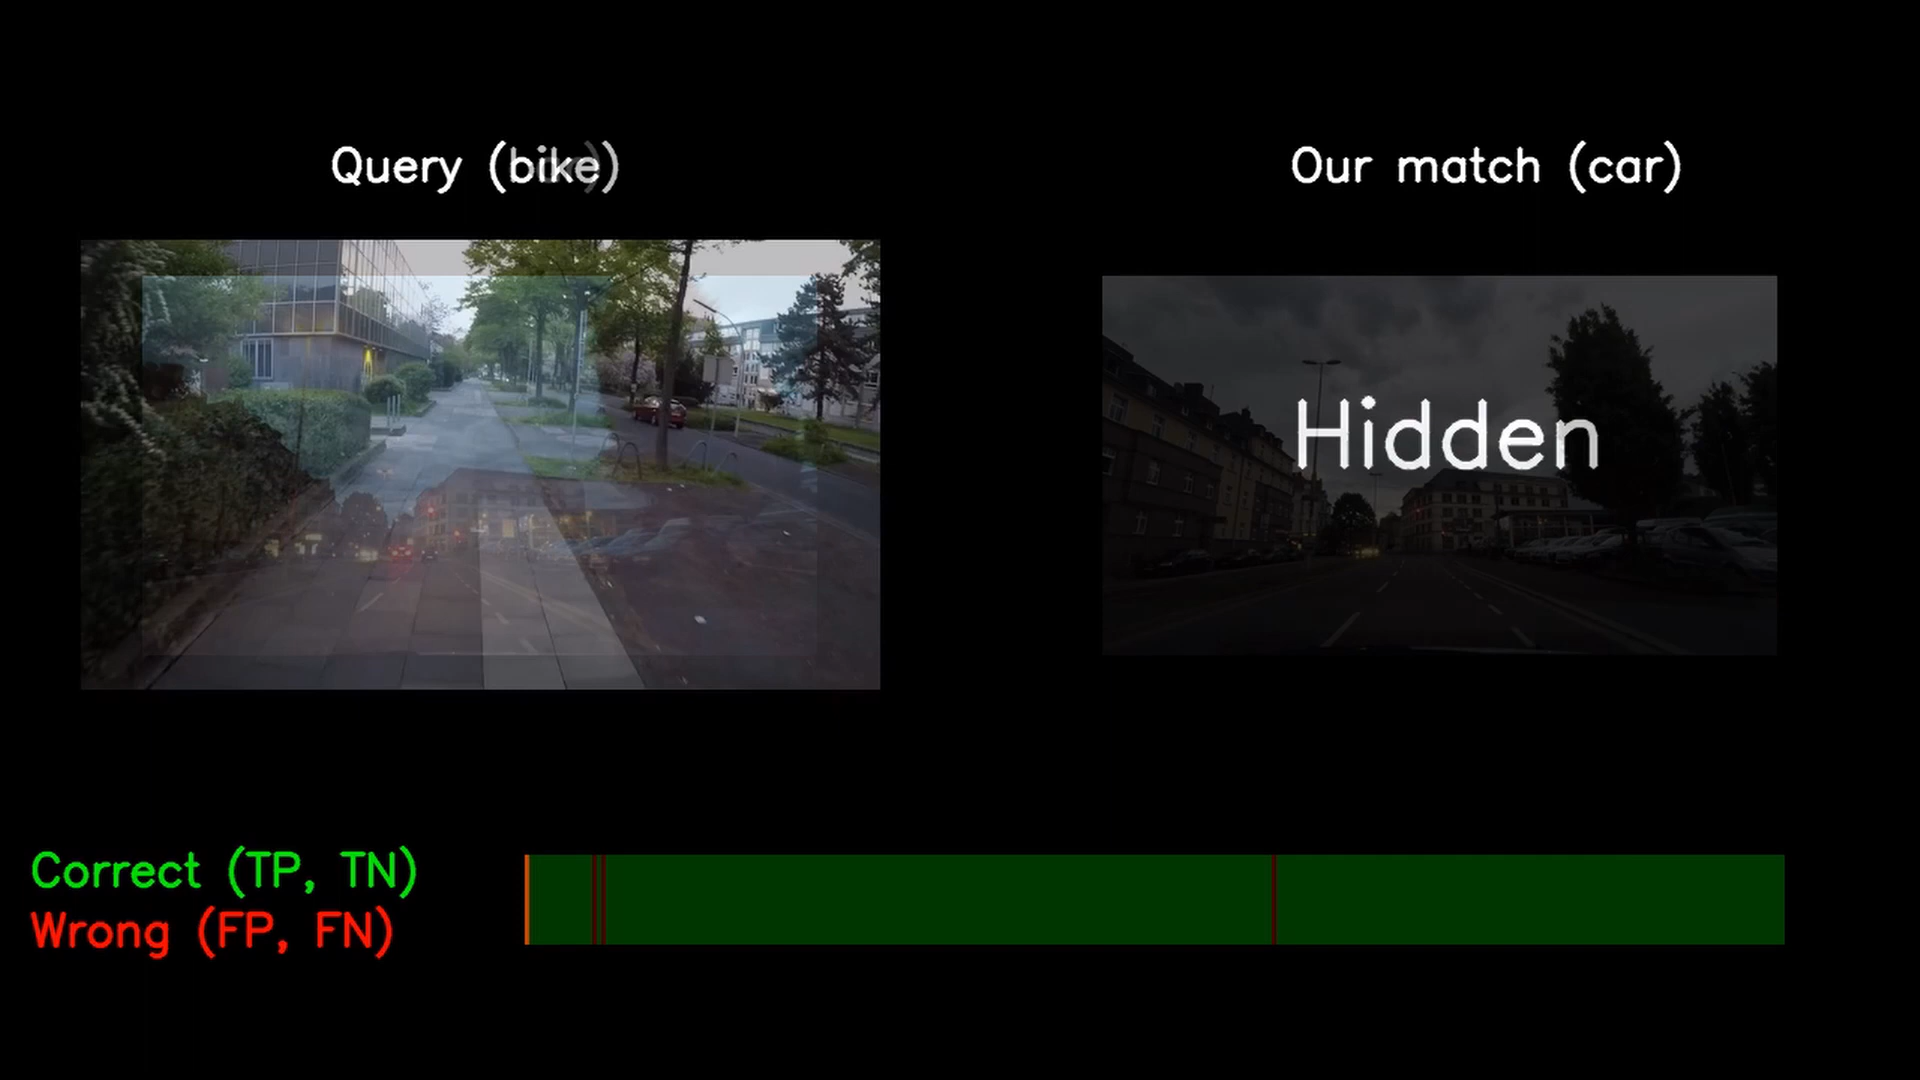 Query (bike)
Our match (car)
Hidden
Correct (TP, TN)
Wrong (FP, FN)